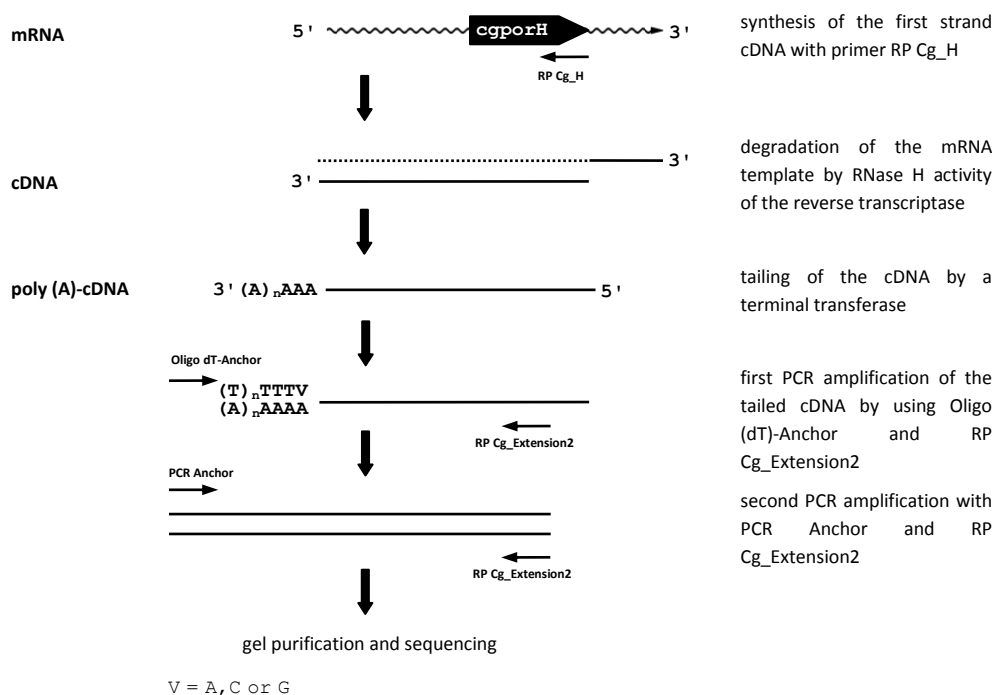 mRNA
5' cgporH 3'
RP Cg_H
synthesis of the first strand
cDNA with primer RP Cg_H
3'
cDNA
3'
degradation of the mRNA
template by RNase H activity
of the reverse transcriptase
poly (A)-cDNA
3' (A)nAAA 5'
tailing of the cDNA by a
terminal transferase
Oligo dT-Anchor
(T)nTTTV
(A)nAAAA
RP Cg_Extension2
first PCR amplification of the
tailed cDNA by using Oligo
(dT)-Anchor and RP
Cg_Extension2
PCR Anchor
RP Cg_Extension2
second PCR amplification with
PCR Anchor and RP
Cg_Extension2
gel purification and sequencing
V = A,C or G